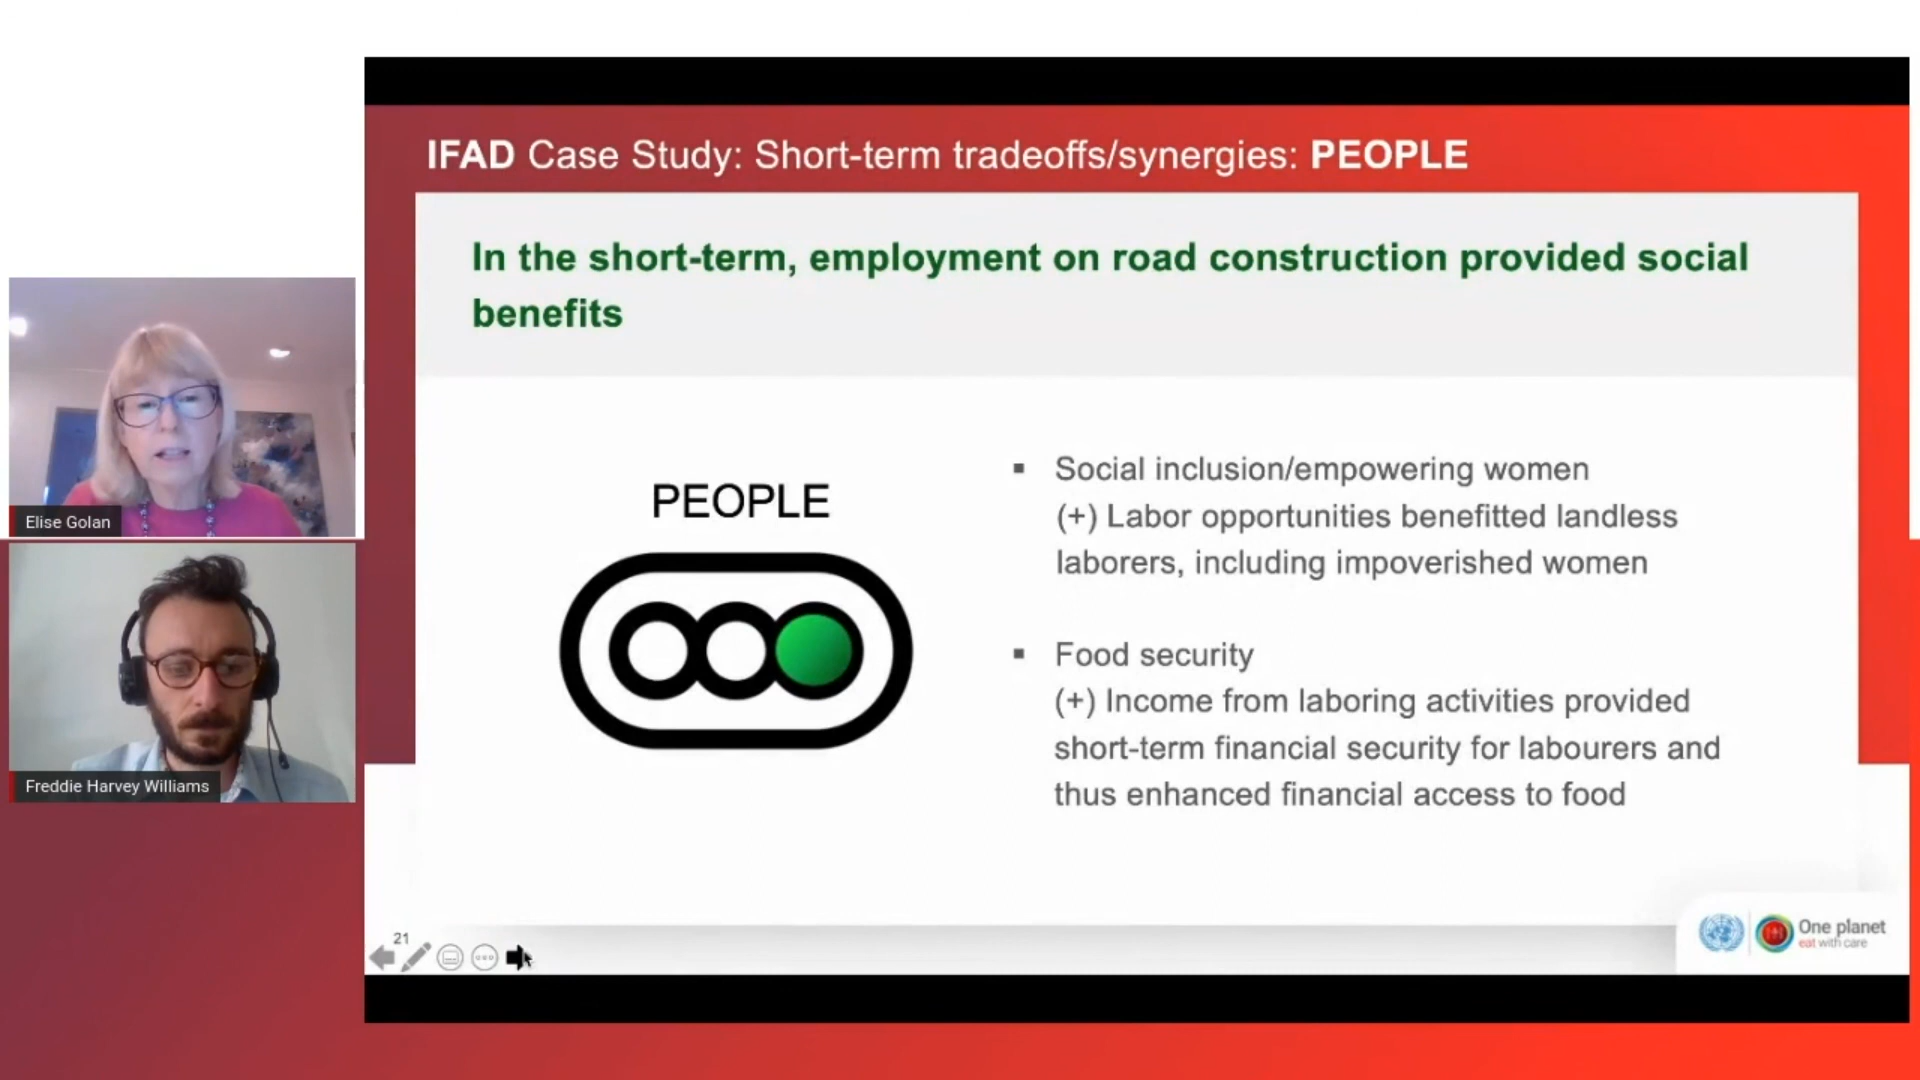 IFAD Case Study: Short-term tradeoffs/synergies: PEOPLE
In the short-term, employment on road construction provided social
benefits
PEOPLE
▪ Social inclusion/empowering women
(+) Labor opportunities benefitted landless
laborers, including impoverished women
▪ Food security
(+) Income from laboring activities provided
short-term financial security for labourers and
thus enhanced financial access to food
Elise Golan
Freddie Harvey Williams
21
One planet
eat with care